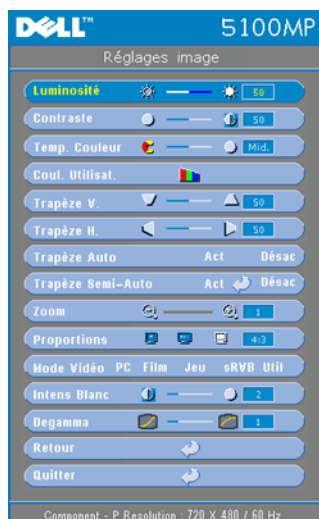 DELL™ 5100MP
Réglages image
Luminosité 50
Contraste 50
Temp. Couleur Mid.
Coul. Utilisat.
Trapèze V. 50
Trapèze H. 50
Trapèze Auto Act Désac
Trapèze Semi-Auto Act Désac
Zoom 1
Proportions 4:3
Mode Vidéo PC Film Jeu sRVB Util
Intens Blanc 2
Degamma 1
Retour
Quitter
Component - P Resolution : 720 X 480 / 60 Hz